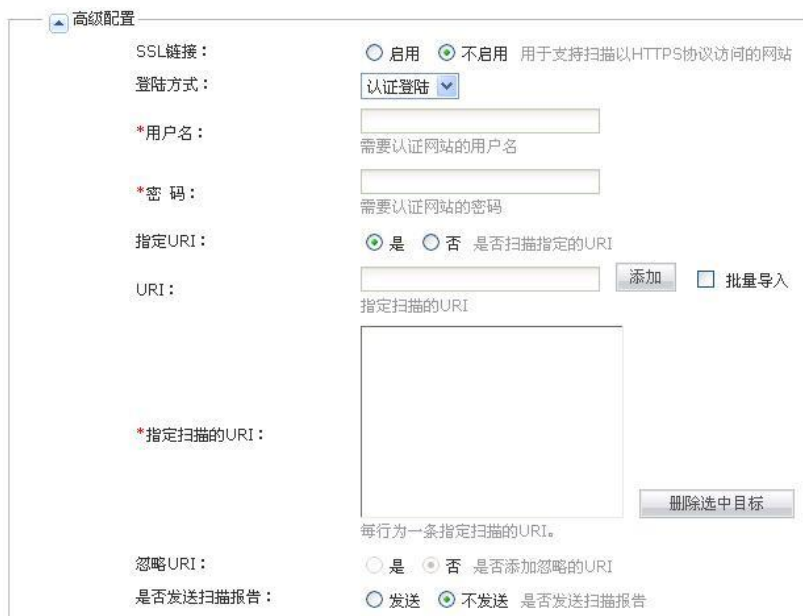 高级配置
SSL链接： 启用 不启用 用于支持扫描以HTTPS协议访问的网站
登陆方式： 认证登陆
*用户名：
需要认证网站的用户名
*密 码：
需要认证网站的密码
指定URI： 是 否 是否扫描指定的URI
URI： 添加 批量导入
指定扫描的URI
*指定扫描的URI：
删除选中目标
每行为一条指定扫描的URI。
忽略URI： 是 否 是否添加忽略的URI
是否发送扫描报告： 发送 不发送 是否发送扫描报告